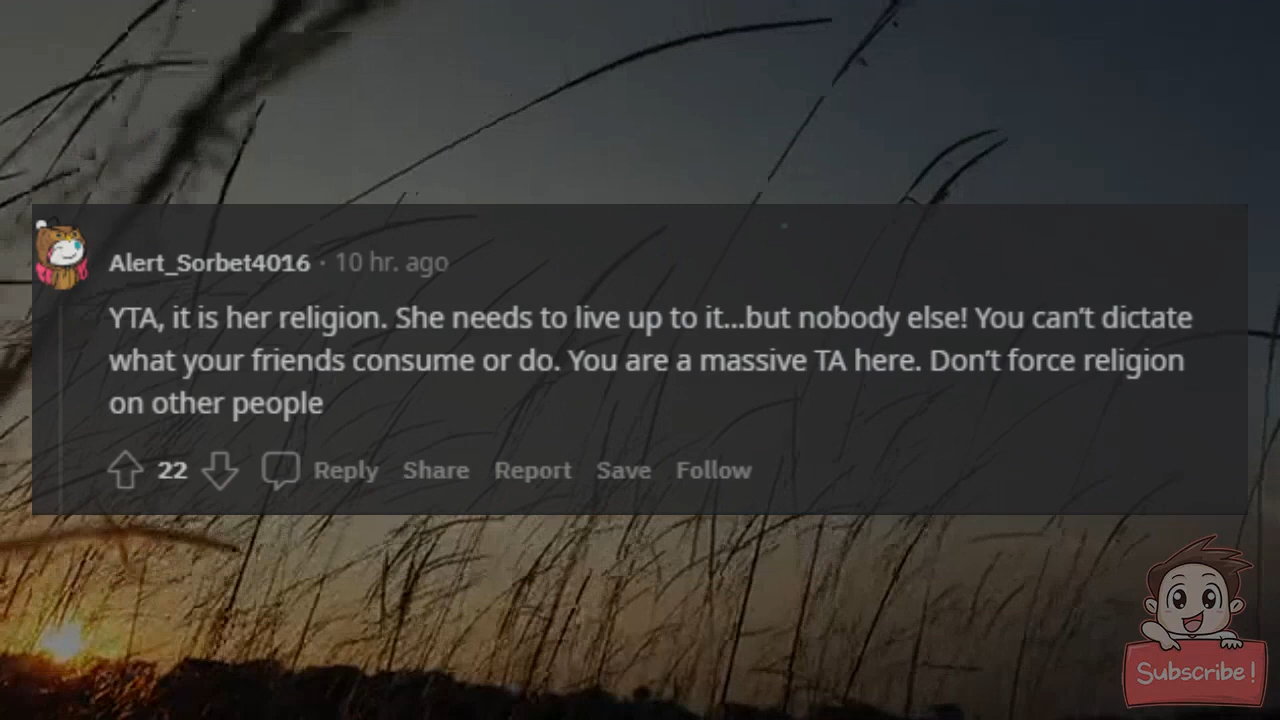 Alert_Sorbet4016 · 10 hr. ago
YTA, it is her religion. She needs to live up to it...but nobody else! You can't dictate
what your friends consume or do. You are a massive TA here. Don't force religion
on other people
22 Reply Share Report Save Follow
Subscribe!